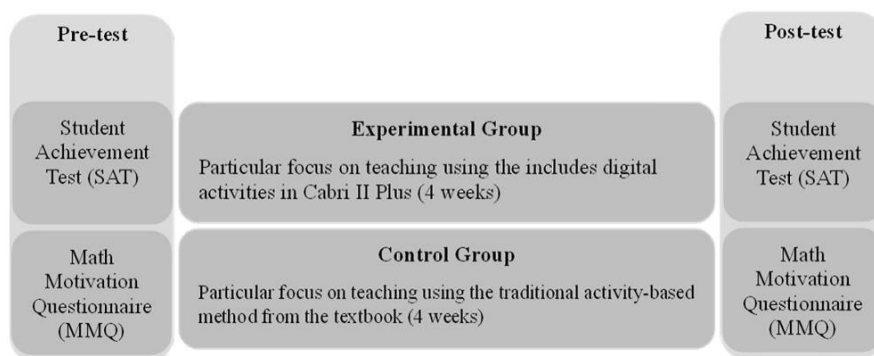 Pre-test
Student
Achievement
Test (SAT)
Math
Motivation
Questionnaire
(MMQ)
Experimental Group
Particular focus on teaching using the includes digital
activities in Cabri II Plus (4 weeks)
Control Group
Particular focus on teaching using the traditional activity-based
method from the textbook (4 weeks)
Post-test
Student
Achievement
Test (SAT)
Math
Motivation
Questionnaire
(MMQ)